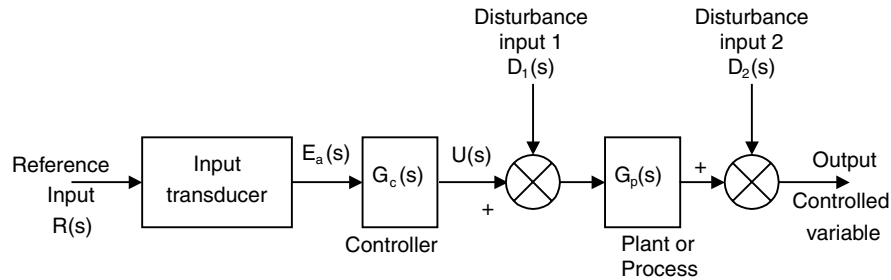 Disturbance
input 1
D₁(s)
Disturbance
input 2
D₂(s)
Reference
Input
R(s)
Input
transducer
Eₐ(s)
G꜀(s)
Controller
U(s)
+
Gₚ(s)
Plant or
Process
+
Output
Controlled
variable